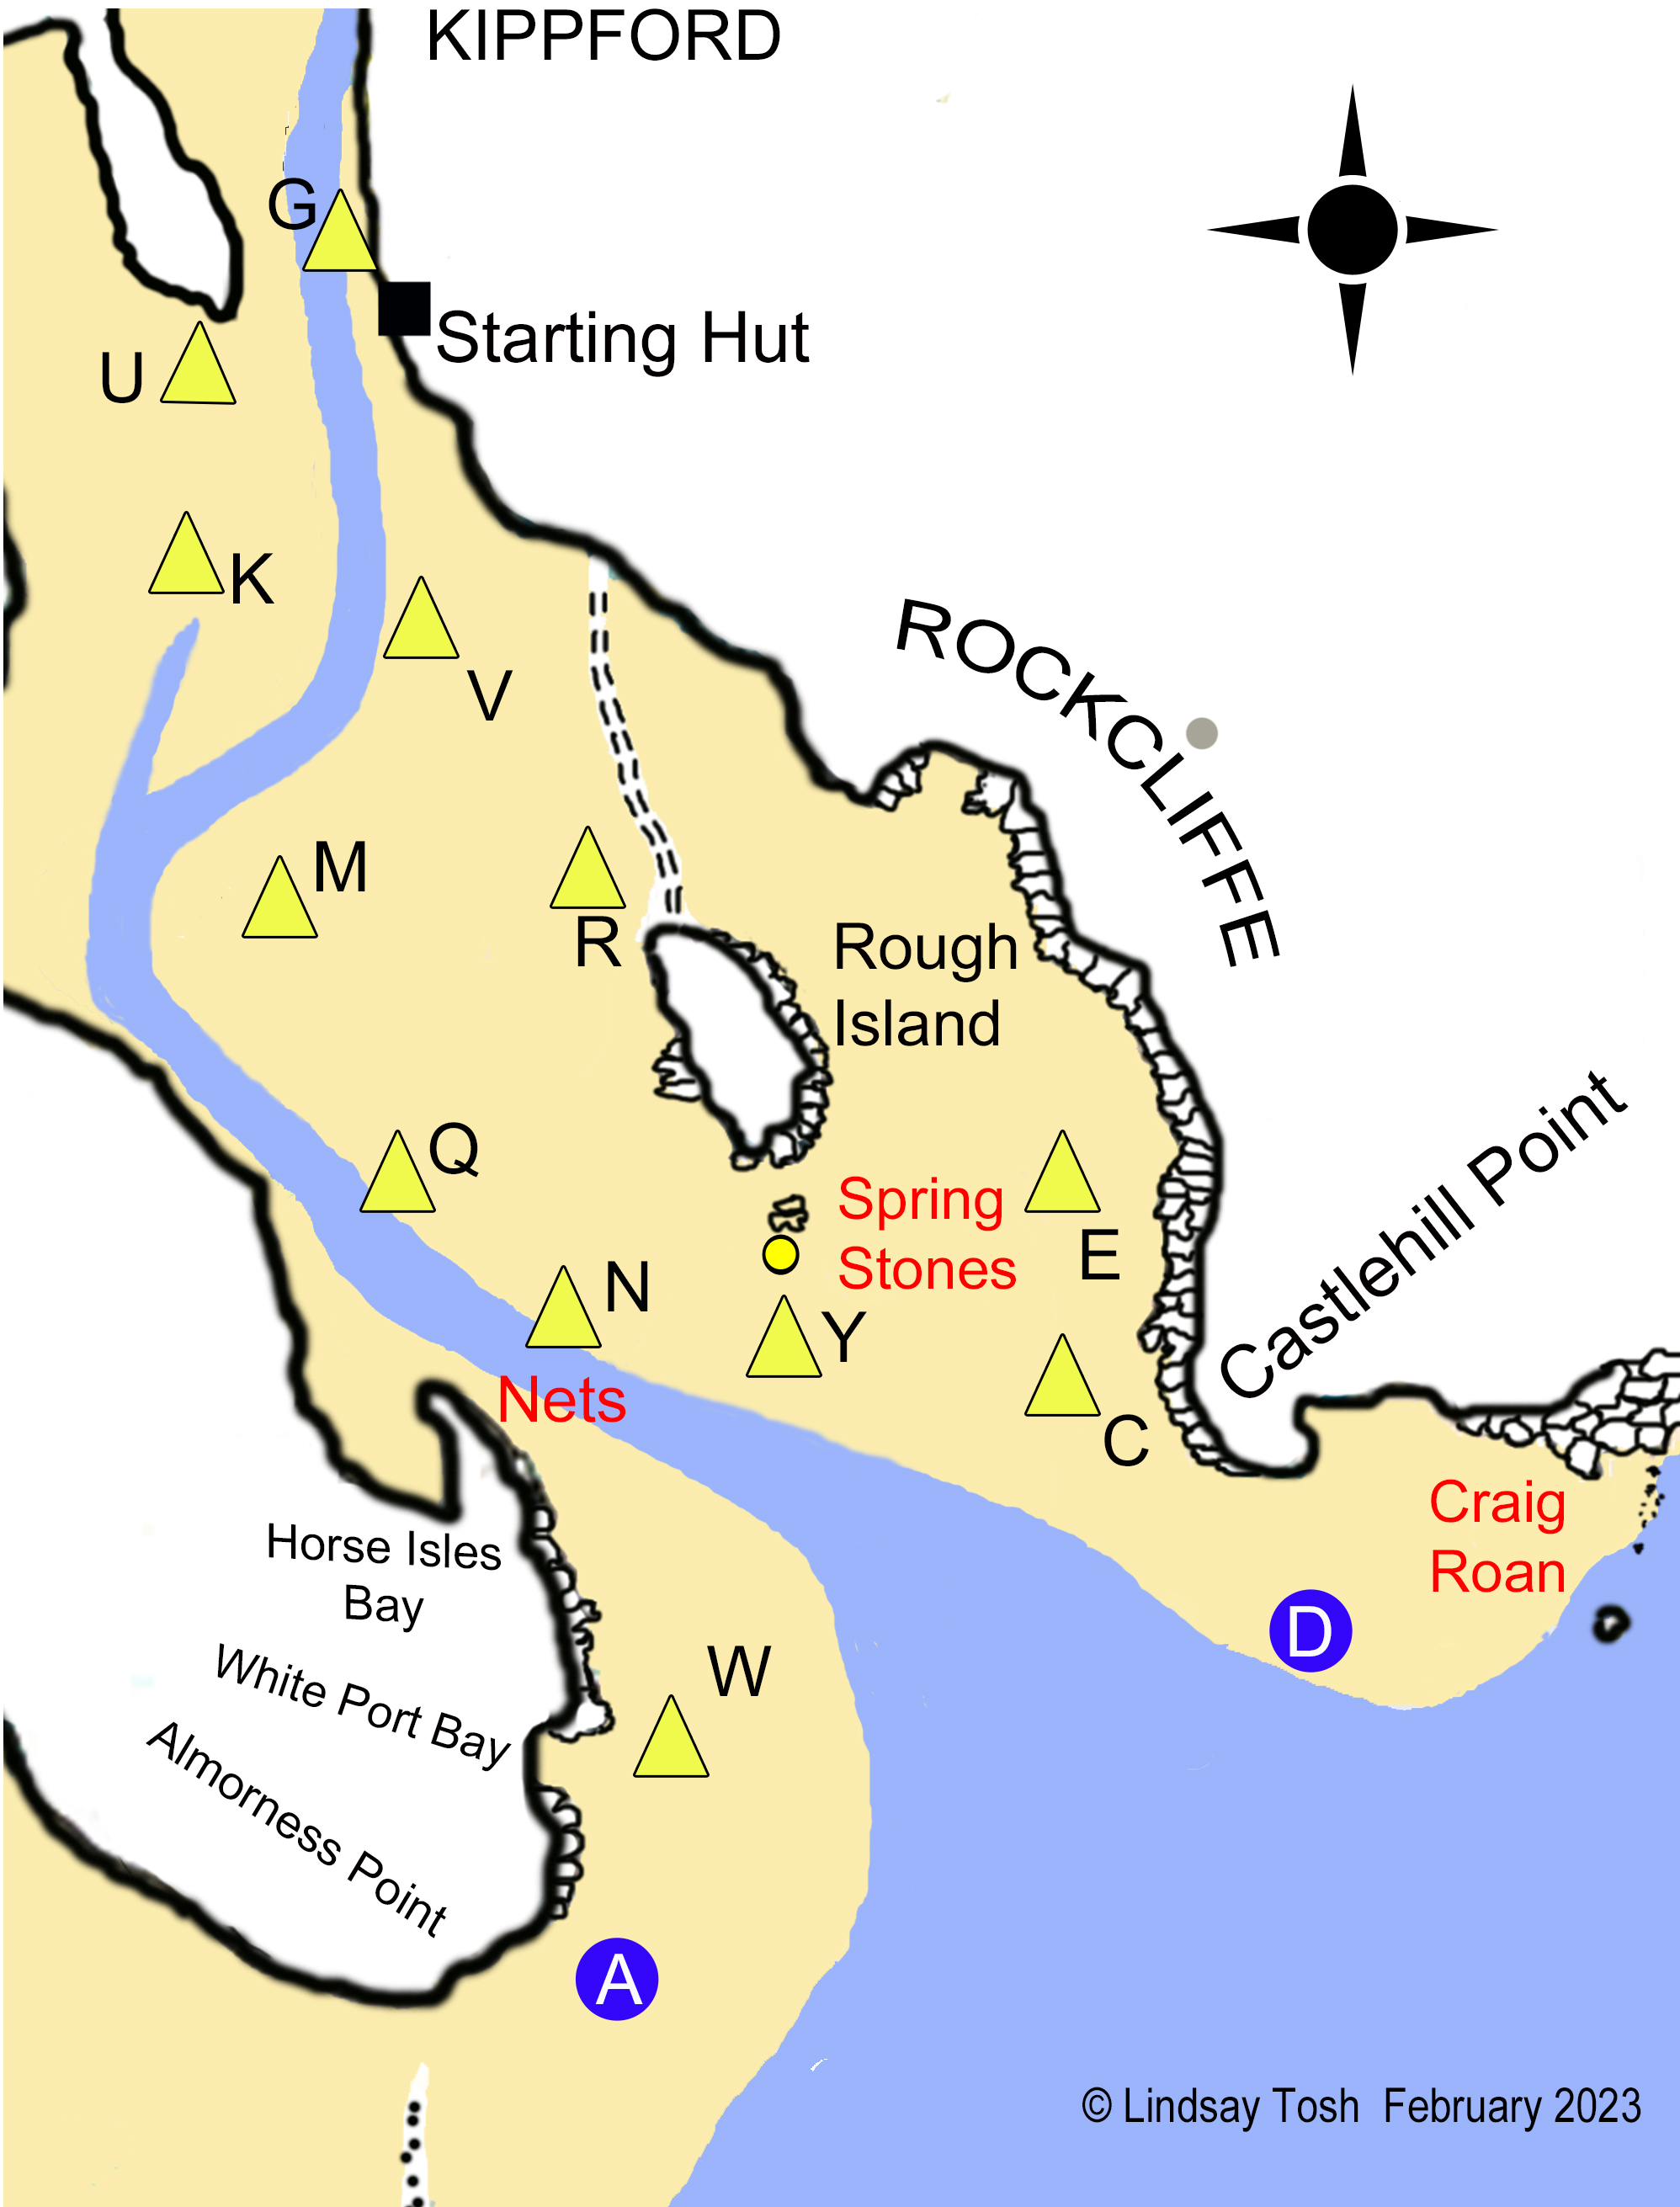 KIPPFORD
G
Starting Hut
U
K
V
ROCKCLIFFE
M
R
Rough
Island
Castlehill Point
Q
Spring
Stones
E
N
Y
Nets
C
Craig
Roan
Horse Isles
Bay
D
White Port Bay
W
Almorness Point
A
© Lindsay Tosh February 2023